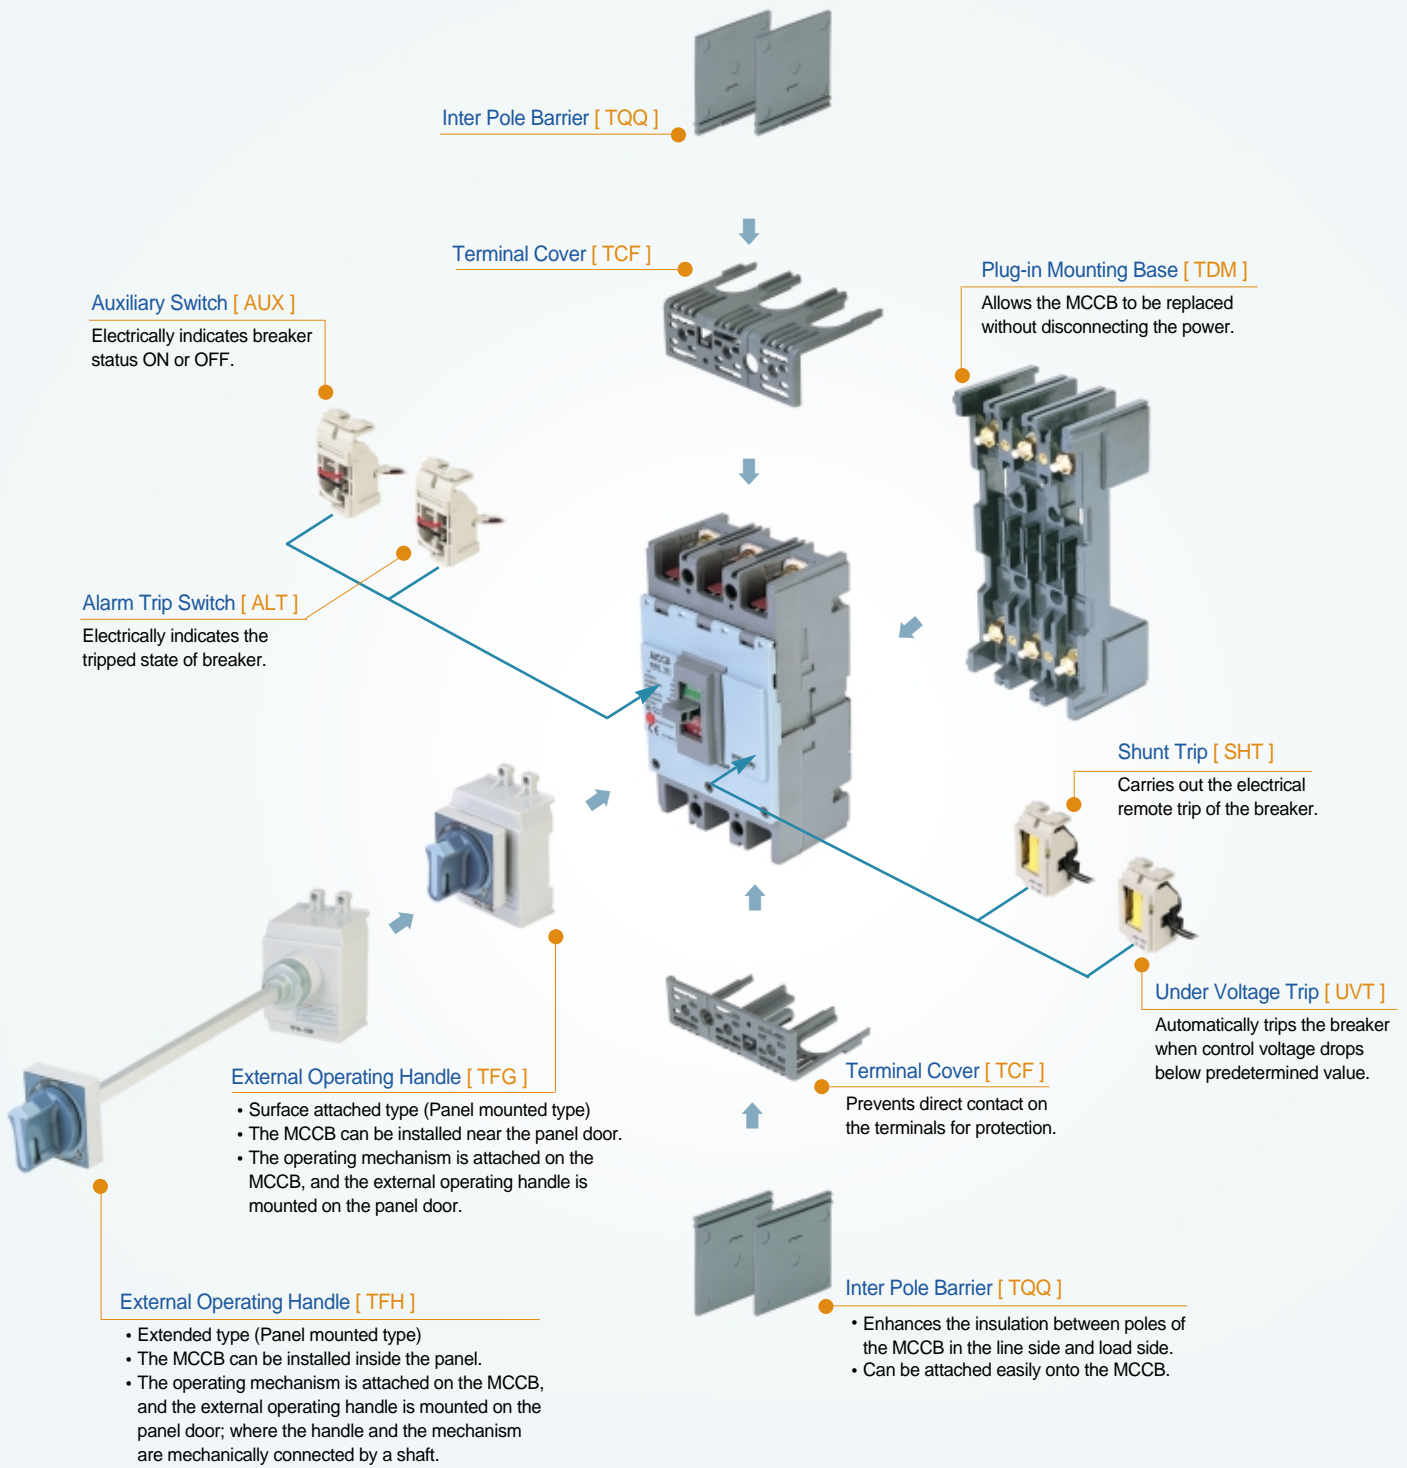 Inter Pole Barrier [ TQQ ]
Terminal Cover [ TCF ]
Plug-in Mounting Base [ TDM ]
Allows the MCCB to be replaced
without disconnecting the power.
Auxiliary Switch [ AUX ]
Electrically indicates breaker
status ON or OFF.
Alarm Trip Switch [ ALT ]
Electrically indicates the
tripped state of breaker.
Shunt Trip [ SHT ]
Carries out the electrical
remote trip of the breaker.
Under Voltage Trip [ UVT ]
Automatically trips the breaker
when control voltage drops
below predetermined value.
External Operating Handle [ TFG ]
• Surface attached type (Panel mounted type)
• The MCCB can be installed near the panel door.
• The operating mechanism is attached on the
MCCB, and the external operating handle is
mounted on the panel door.
Terminal Cover [ TCF ]
Prevents direct contact on
the terminals for protection.
Inter Pole Barrier [ TQQ ]
• Enhances the insulation between poles of
the MCCB in the line side and load side.
• Can be attached easily onto the MCCB.
External Operating Handle [ TFH ]
• Extended type (Panel mounted type)
• The MCCB can be installed inside the panel.
• The operating mechanism is attached on the MCCB,
and the external operating handle is mounted on the
panel door; where the handle and the mechanism
are mechanically connected by a shaft.